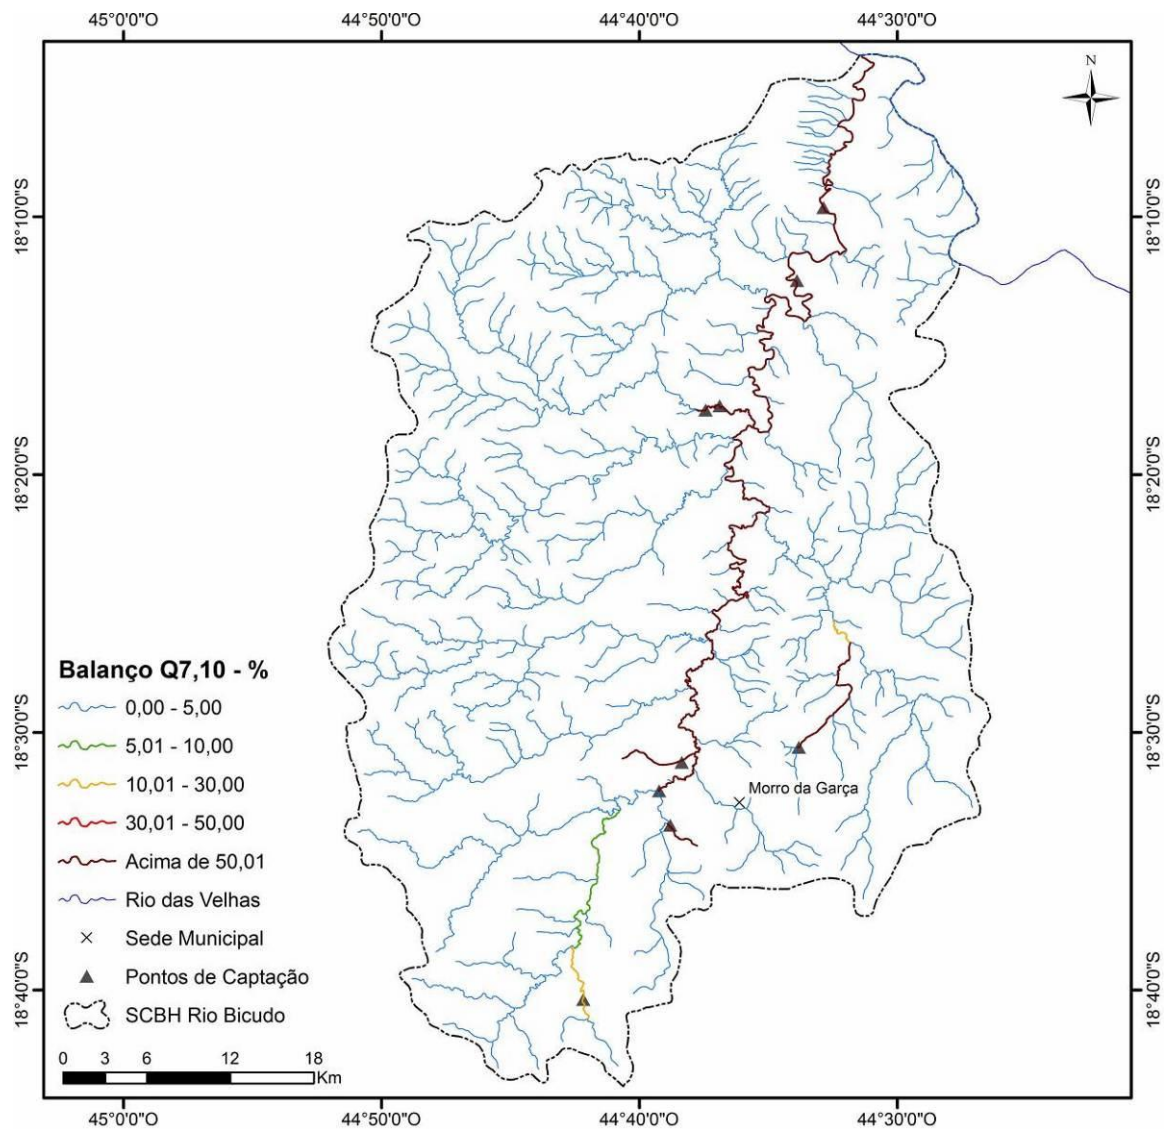 45°0'0"O
44°50'0"O
44°40'0"O
44°30'0"O
N
18°10'0"S
18°10'0"S
18°20'0"S
18°20'0"S
18°30'0"S
18°30'0"S
18°40'0"S
18°40'0"S
Morro da Garça
Balanço Q7,10 - %
0,00 - 5,00
5,01 - 10,00
10,01 - 30,00
30,01 - 50,00
Acima de 50,01
Rio das Velhas
Sede Municipal
Pontos de Captação
SCBH Rio Bicudo
0 3 6 12 18
Km
45°0'0"O
44°50'0"O
44°40'0"O
44°30'0"O